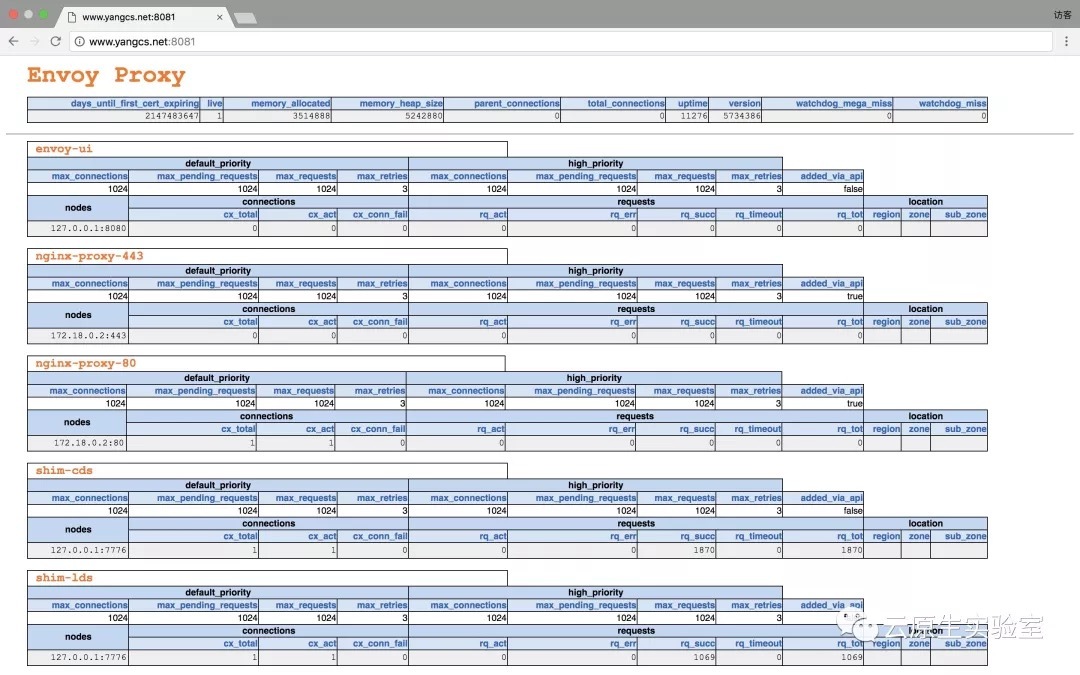 www.yangcs.net:8081
访客
www.yangcs.net:8081
Envoy Proxy
days_until_first_cert_expiring live memory_allocated memory_heap_size parent_connections total_connections uptime version watchdog_mega_miss watchdog_miss
2147483647 1 3514888 5242880 0 0 11276 5734386 0 0
envoy-ui
default_priority high_priority
max_connections max_pending_requests max_requests max_retries max_connections max_pending_requests max_requests max_retries added_via_api
1024 1024 1024 3 1024 1024 1024 3 false
nodes connections requests location
cx_total cx_act cx_conn_fail rq_act rq_err rq_succ rq_timeout rq_tot region zone sub_zone
127.0.0.1:8080 0 0 0 0 0 0 0 0
nginx-proxy-443
default_priority high_priority
max_connections max_pending_requests max_requests max_retries max_connections max_pending_requests max_requests max_retries added_via_api
1024 1024 1024 3 1024 1024 1024 3 true
nodes connections requests location
cx_total cx_act cx_conn_fail rq_act rq_err rq_succ rq_timeout rq_tot region zone sub_zone
172.18.0.2:443 0 0 0 0 0 0 0 0
nginx-proxy-80
default_priority high_priority
max_connections max_pending_requests max_requests max_retries max_connections max_pending_requests max_requests max_retries added_via_api
1024 1024 1024 3 1024 1024 1024 3 true
nodes connections requests location
cx_total cx_act cx_conn_fail rq_act rq_err rq_succ rq_timeout rq_tot region zone sub_zone
172.18.0.2:80 1 1 0 0 0 0 0 0
shim-cds
default_priority high_priority
max_connections max_pending_requests max_requests max_retries max_connections max_pending_requests max_requests max_retries added_via_api
1024 1024 1024 3 1024 1024 1024 3 false
nodes connections requests location
cx_total cx_act cx_conn_fail rq_act rq_err rq_succ rq_timeout rq_tot region zone sub_zone
127.0.0.1:7776 1 1 0 0 0 1870 0 1870
shim-lds
default_priority high_priority
max_connections max_pending_requests max_requests max_retries max_connections max_pending_requests max_requests max_retries added_via_api
1024 1024 1024 3 1024 1024 1024 3
云原生实验室
nodes connections requests location
cx_total cx_act cx_conn_fail rq_act rq_err rq_succ rq_timeout rq_tot region zone sub_zone
127.0.0.1:7776 1 1 0 0 0 1069 0 1069